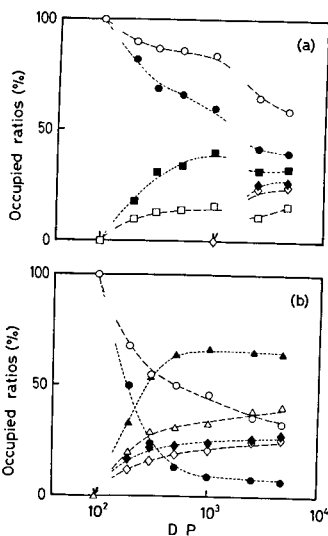 (a)
Occupied ratios (%)
100
50
0
(b)
Occupied ratios (%)
100
50
0
10² 10³ 10⁴
D P